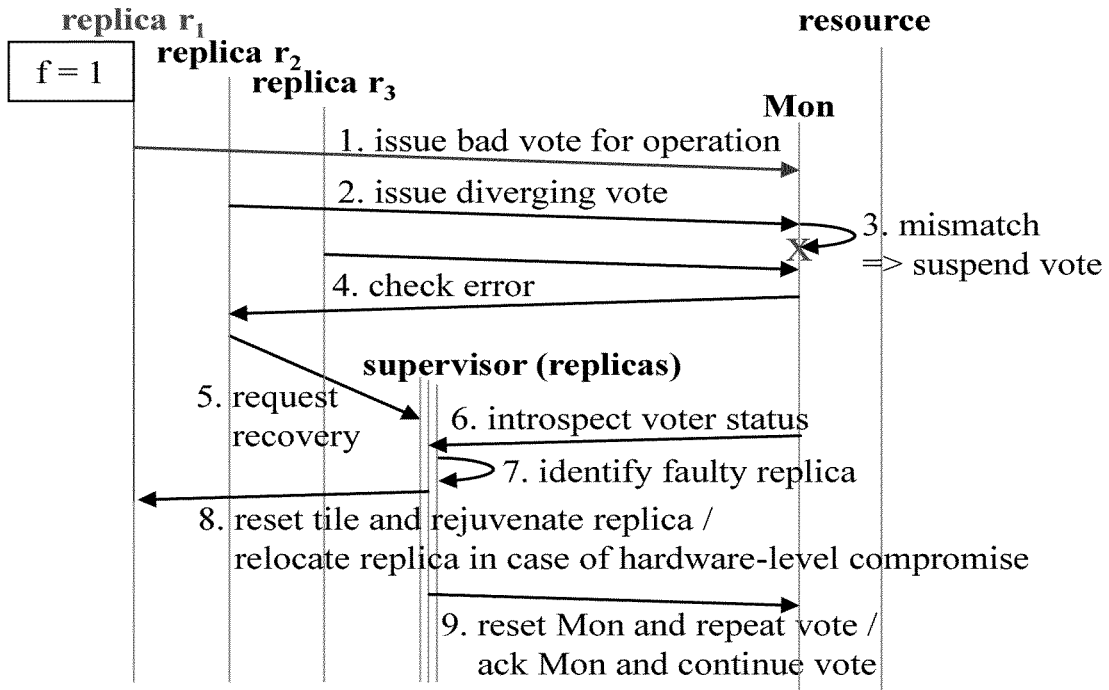 replica r₁
resource
replica r₂
f = 1
replica r₃
Mon
1. issue bad vote for operation
2. issue diverging vote
3. mismatch
X
=> suspend vote
4. check error
supervisor (replicas)
5. request
recovery
6. introspect voter status
7. identify faulty replica
8. reset tile and rejuvenate replica /
relocate replica in case of hardware-level compromise
9. reset Mon and repeat vote /
ack Mon and continue vote